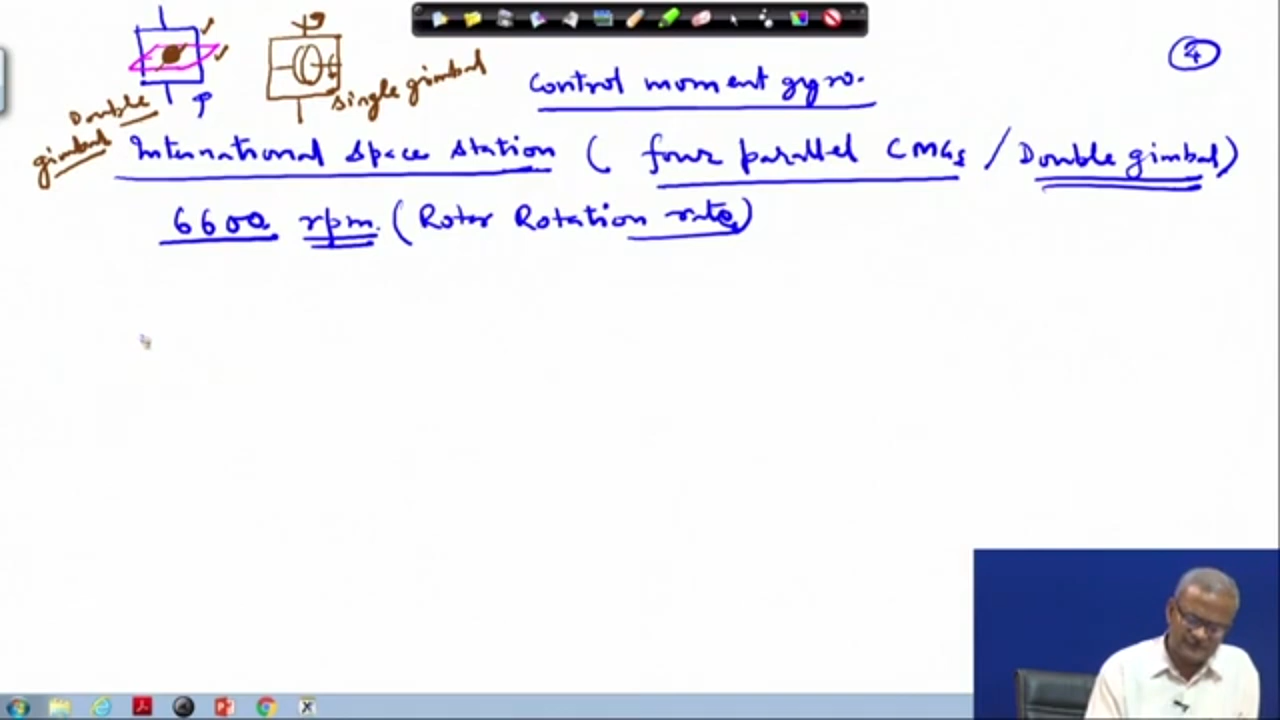 Control moment gyro.
4
Double
gimbal
single gimbal
International Space Station ( four parallel CMGs / Double gimbal)
6600 rpm. (Rotor Rotation rate)